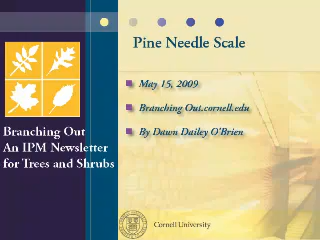 Pine Needle Scale
May 15, 2009
Branching Out.cornell.edu
By Dawn Dailey O'Brien
Branching Out
An IPM Newsletter
for Trees and Shrubs
Cornell University